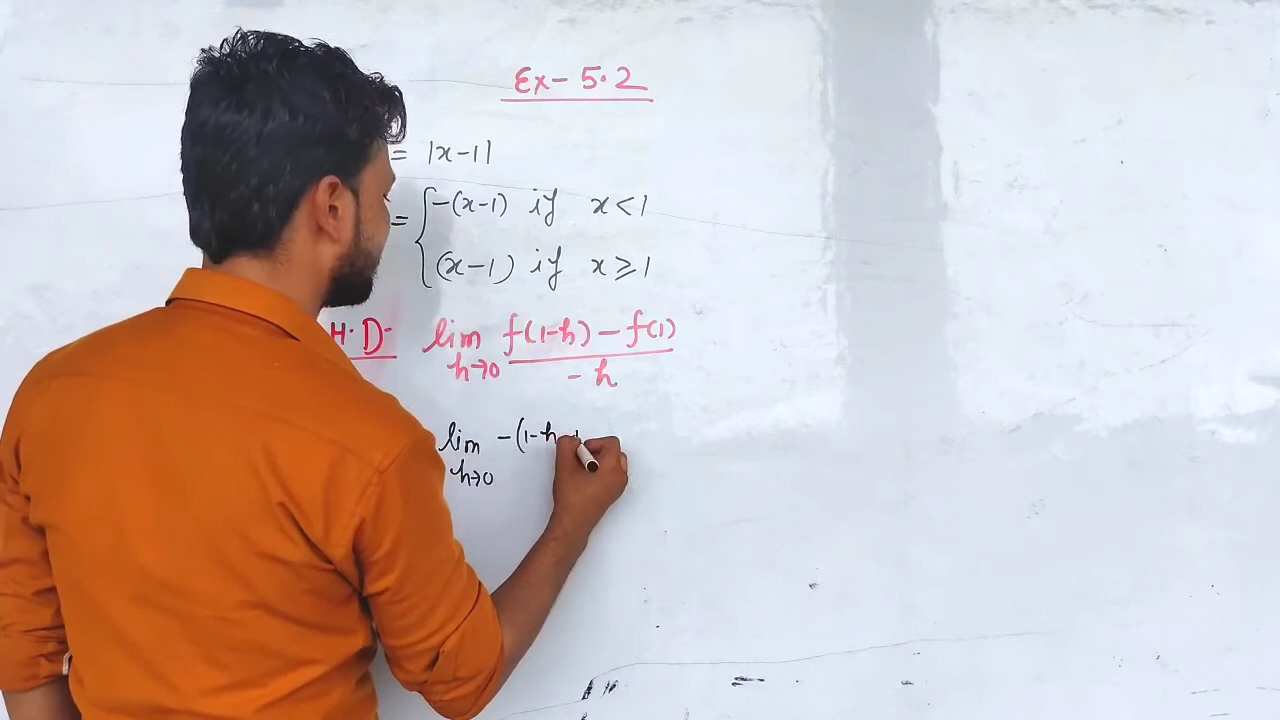 Ex - 5.2
= |x-1|
= { -(x-1) if x < 1
(x-1) if x ≥ 1
H.D. lim f(1-h) - f(1)
h→0 - h
lim -(1-h
h→0